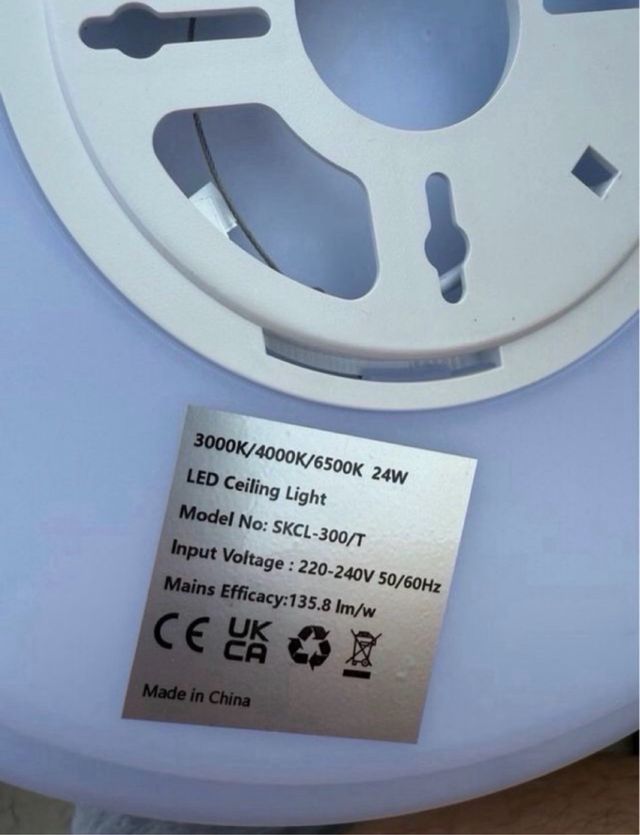 3000K/4000K/6500K 24W
LED Ceiling Light
Model No: SKCL-300/T
Input Voltage : 220-240V 50/60Hz
Mains Efficacy:135.8 lm/w
CE UK CA
Made in China